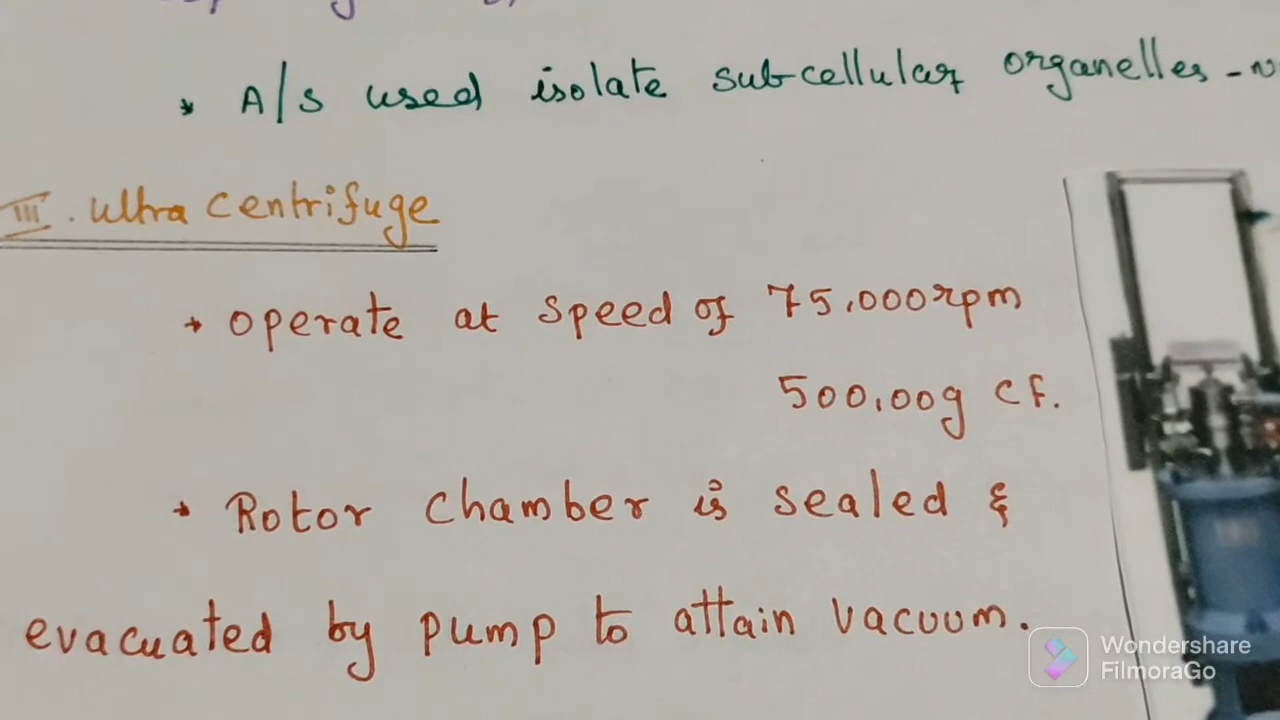 * A/s used isolate subcellular organelles -
III. Ultra centrifuge
* Operate at speed of 75,000rpm
500,00g CF.
* Rotor chamber is sealed &
evacuated by pump to attain vacuum.
Wondershare
FilmoraGo